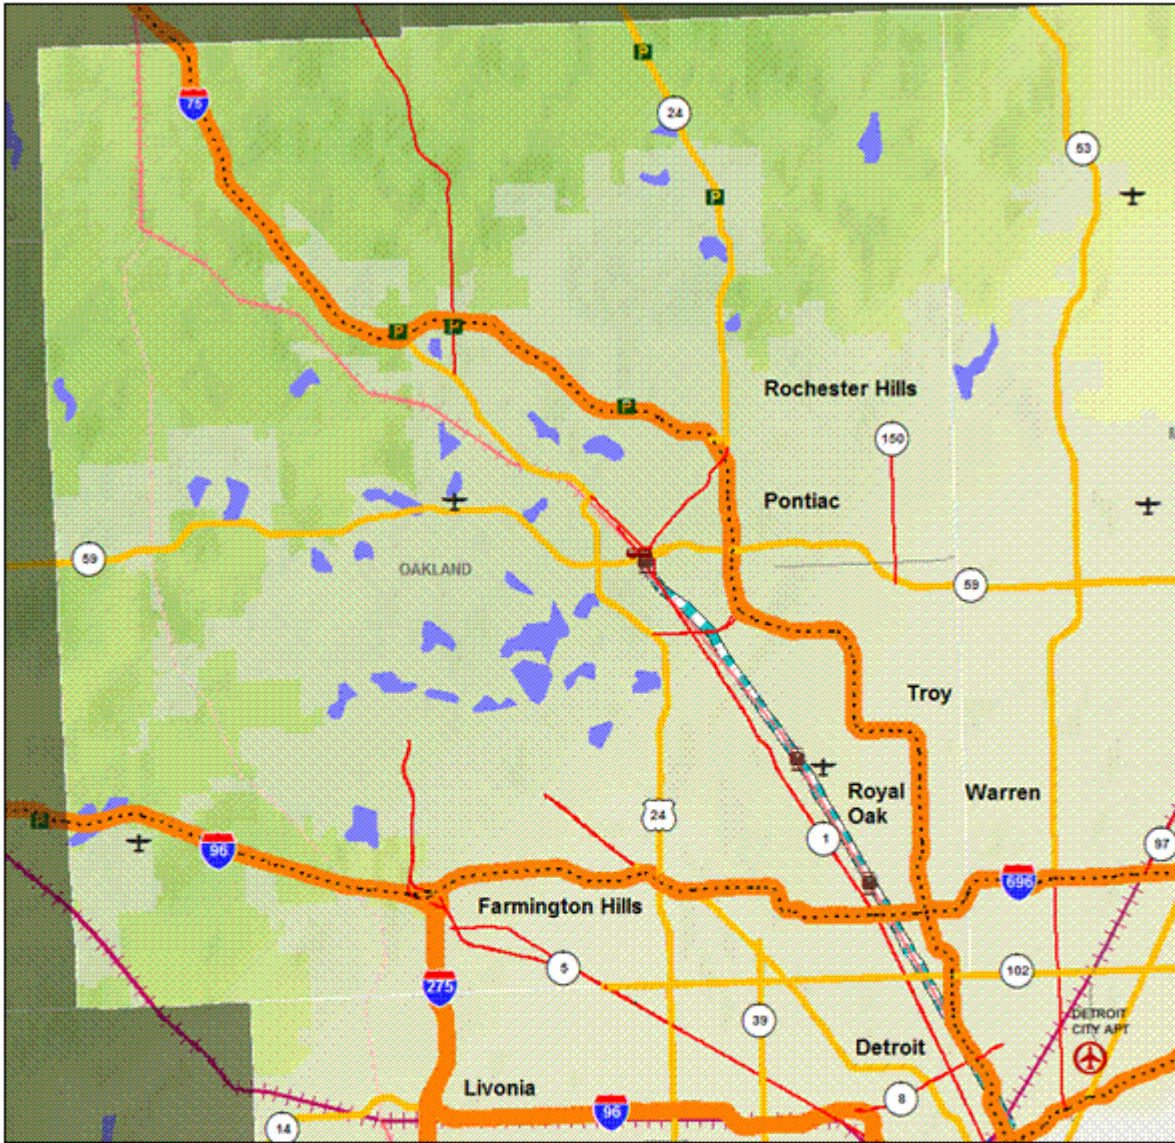 P
24
75
53
P
P
P
P
Rochester Hills
150
Pontiac
59
OAKLAND
59
Troy
Royal
Oak
Warren
24
1
97
P
96
696
Farmington Hills
5
102
275
39
DETROIT
CITY APT
Detroit
Livonia
8
96
14